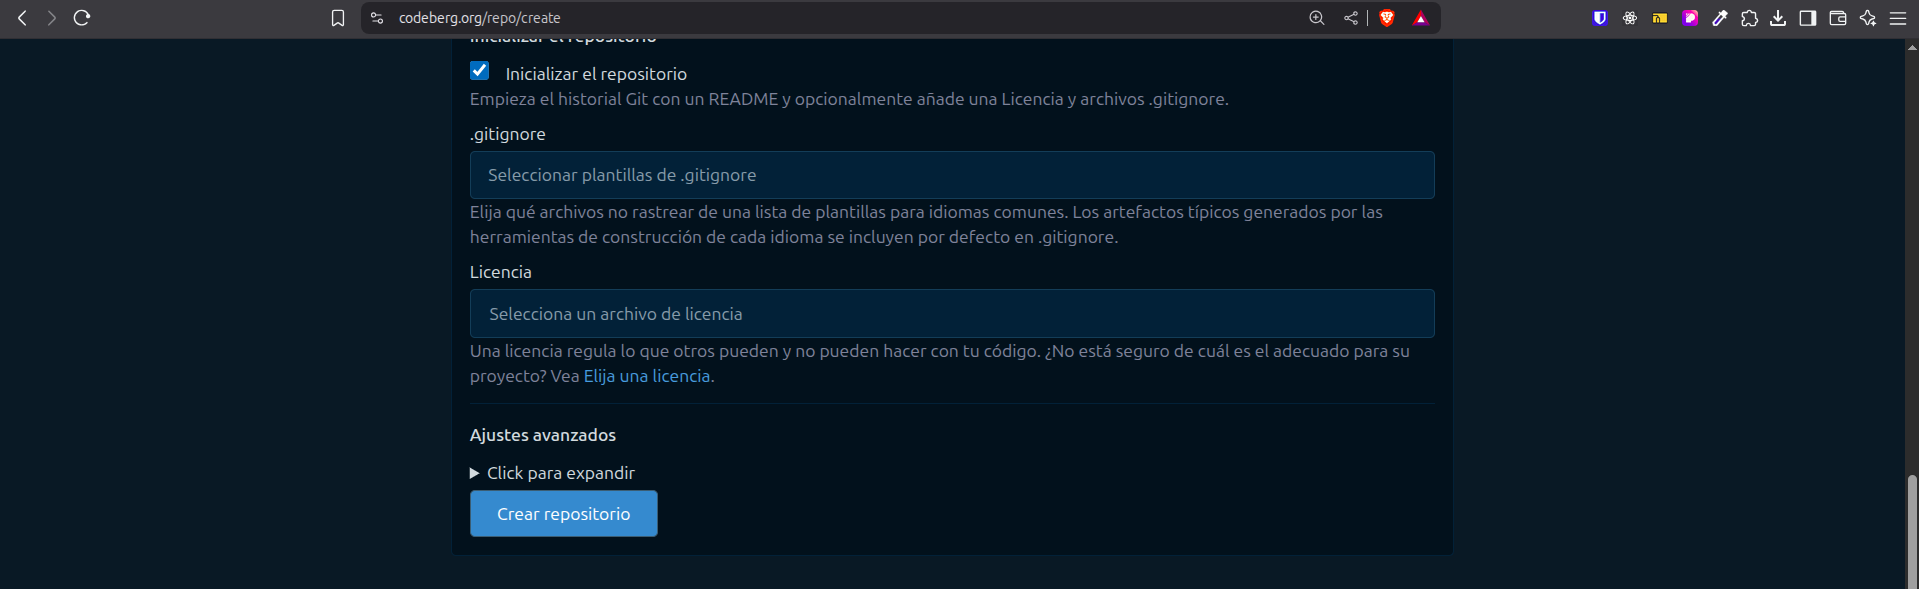 codeberg.org/repo/create
Inicializar el repositorio
Inicializar el repositorio
Empieza el historial Git con un README y opcionalmente añade una Licencia y archivos .gitignore.
.gitignore
Seleccionar plantillas de .gitignore
Elija qué archivos no rastrear de una lista de plantillas para idiomas comunes. Los artefactos típicos generados por las
herramientas de construcción de cada idioma se incluyen por defecto en .gitignore.
Licencia
Selecciona un archivo de licencia
Una licencia regula lo que otros pueden y no pueden hacer con tu código. ¿No está seguro de cuál es el adecuado para su
proyecto? Vea Elija una licencia.
Ajustes avanzados
Click para expandir
Crear repositorio